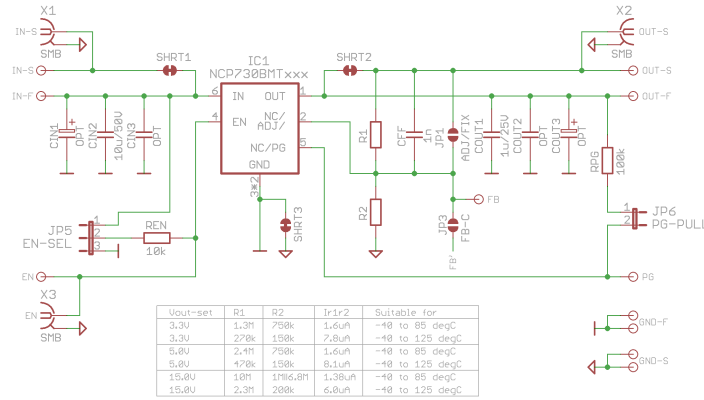 X1
X2
IN-S
OUT-S
SMB
SMB
SHRT1
SHRT2
IN-S
OUT-S
IC1
NCP730BMTxxx
IN-F
6
IN
OUT
1
OUT-F
4
EN
NC/
ADJ/
2
NC/PG
5
GND
3*2
CIN1
OPT
CIN2
10u/50V
CIN3
OPT
R1
CFF
1n
JP1
ADJ/FIX
COUT1
1u/25V
COUT2
OPT
COUT3
OPT
RPG
100k
R2
FB
JP3
FB-C
FB'
SHRT3
JP5
EN-SEL
1
2
3
REN
10k
1
2
JP6
PG-PULL
EN
PG
X3
EN
SMB
GND-F
GND-S
Vout-set R1 R2 Ir1r2 Suitable for
3.3V 1.3M 750k 1.6uA -40 to 85 degC
3.3V 270k 150k 7.8uA -40 to 125 degC
5.0V 2.4M 750k 1.6uA -40 to 85 degC
5.0V 470k 150k 8.1uA -40 to 125 degC
15.0V 10M 1M||6.8M 1.38uA -40 to 85 degC
15.0V 2.3M 200k 6.0uA -40 to 125 degC